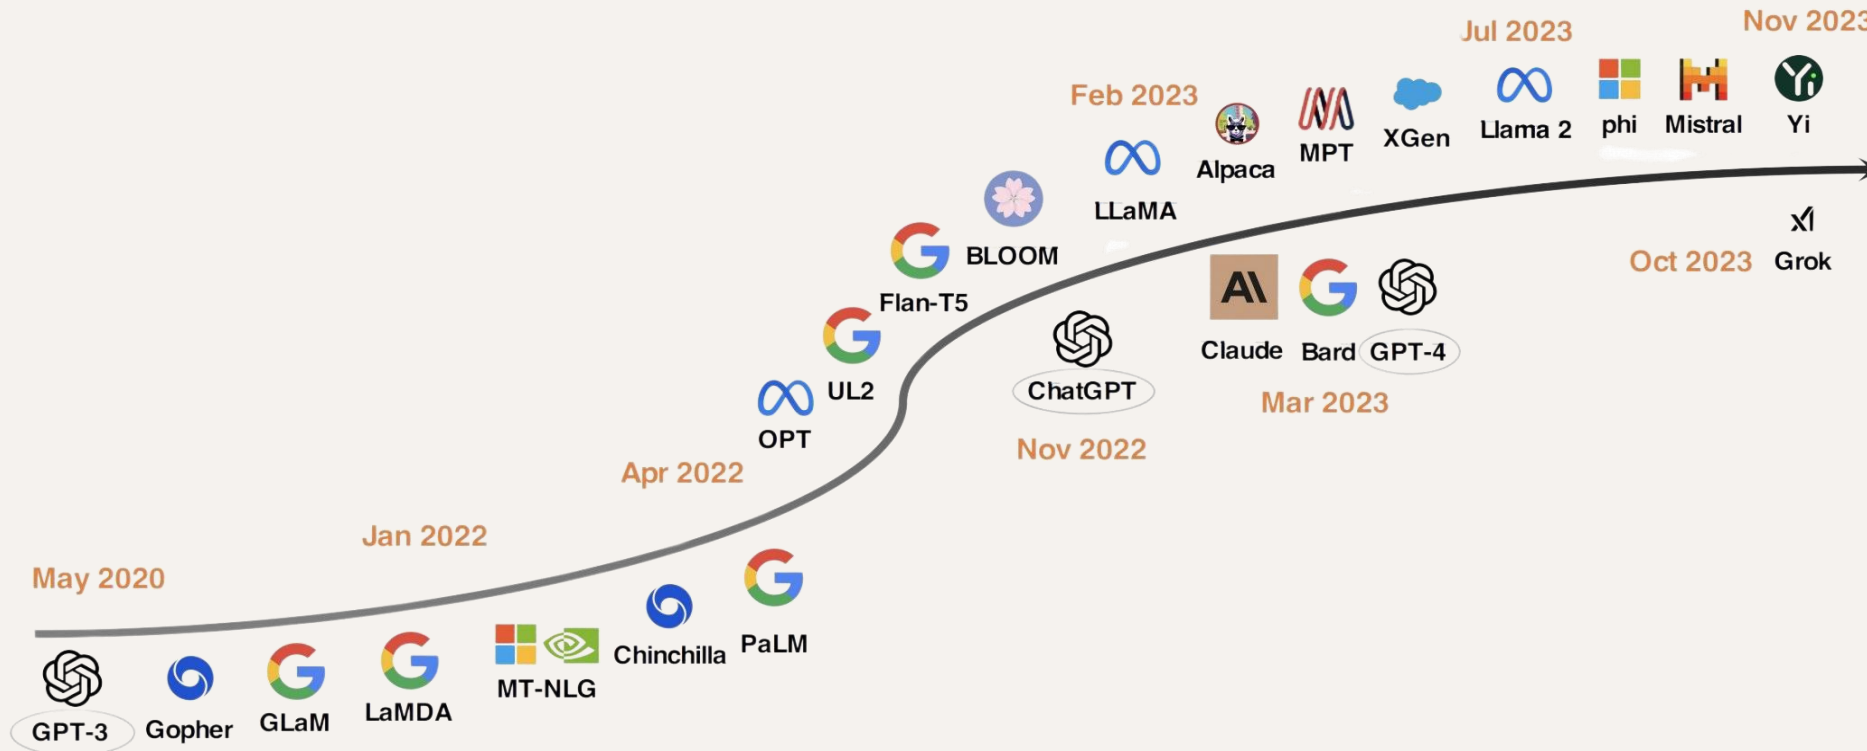 Nov 2023
Jul 2023
Feb 2023
phi
Mistral
Yi
Llama 2
XGen
MPT
Alpaca
LLaMA
BLOOM
Grok
Oct 2023
Flan-T5
Claude
Bard
GPT-4
UL2
ChatGPT
Mar 2023
OPT
Nov 2022
Apr 2022
Jan 2022
May 2020
PaLM
Chinchilla
MT-NLG
LaMDA
GLaM
Gopher
GPT-3